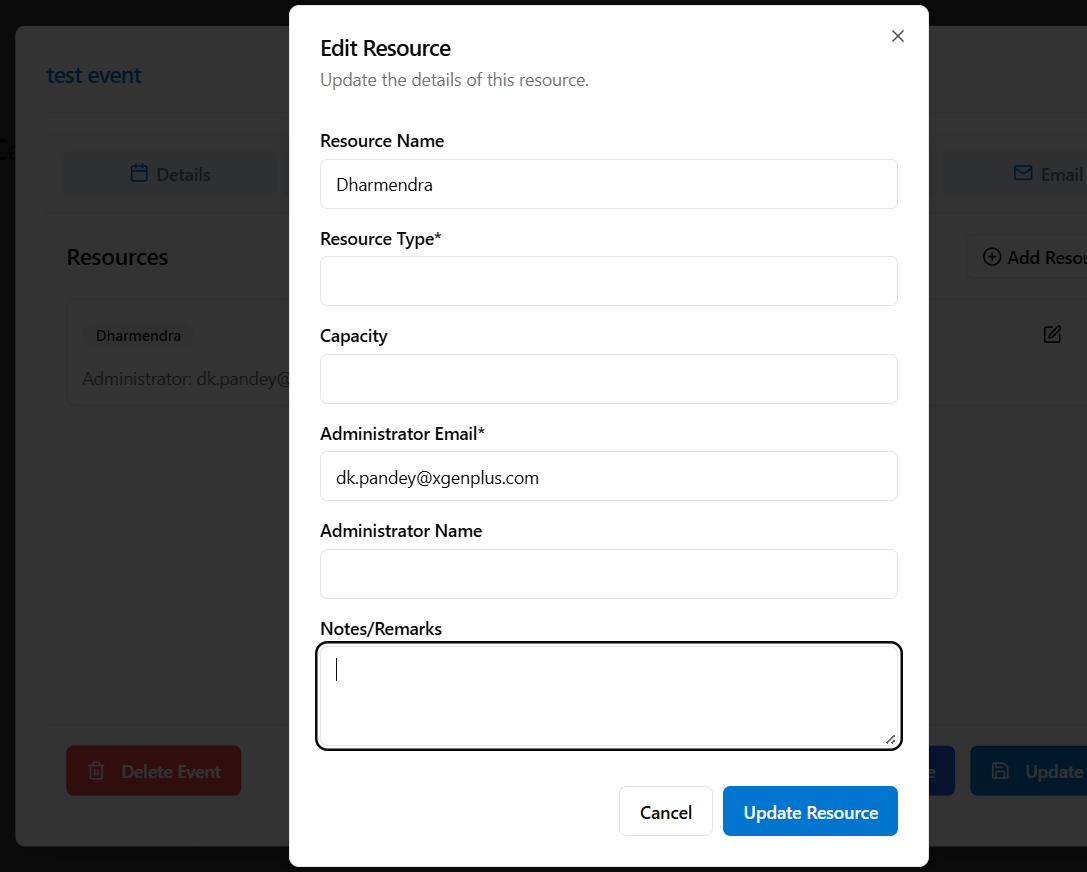 Edit Resource
Update the details of this resource.
Resource Name
Dharmendra
Resource Type*
Capacity
Administrator Email*
dk.pandey@xgenplus.com
Administrator Name
Notes/Remarks
Cancel
Update Resource
test event
Details
Email
Resources
Add Resou
Dharmendra
Administrator: dk.pandey@
Delete Event
Update